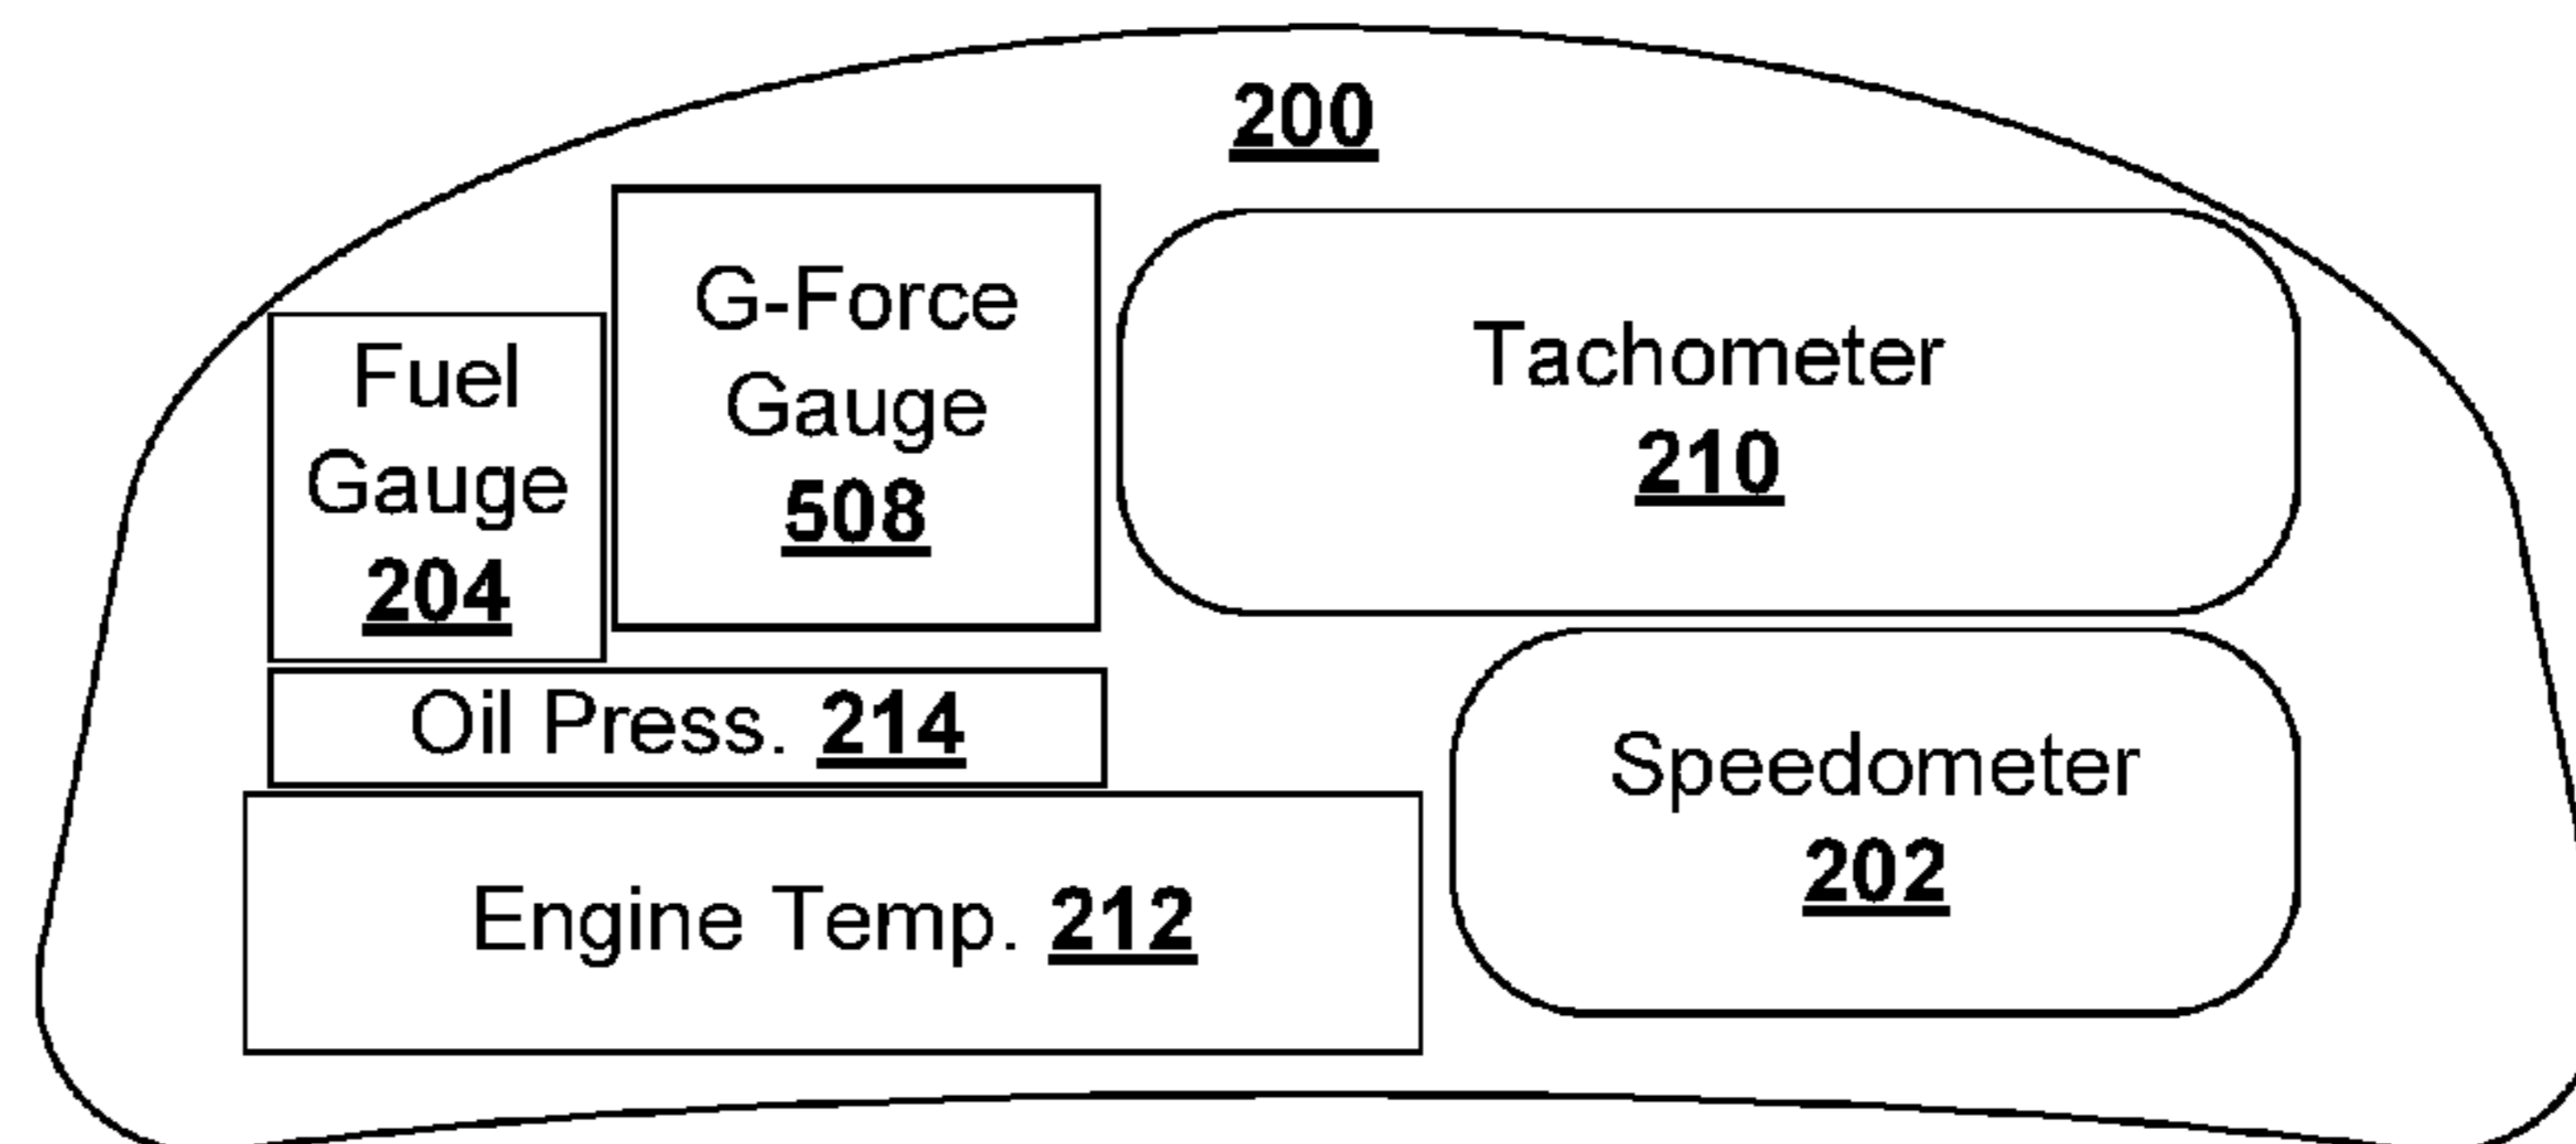 200
G-Force
Gauge
508
Fuel
Gauge
204
Tachometer
210
Oil Press. 214
Speedometer
202
Engine Temp. 212